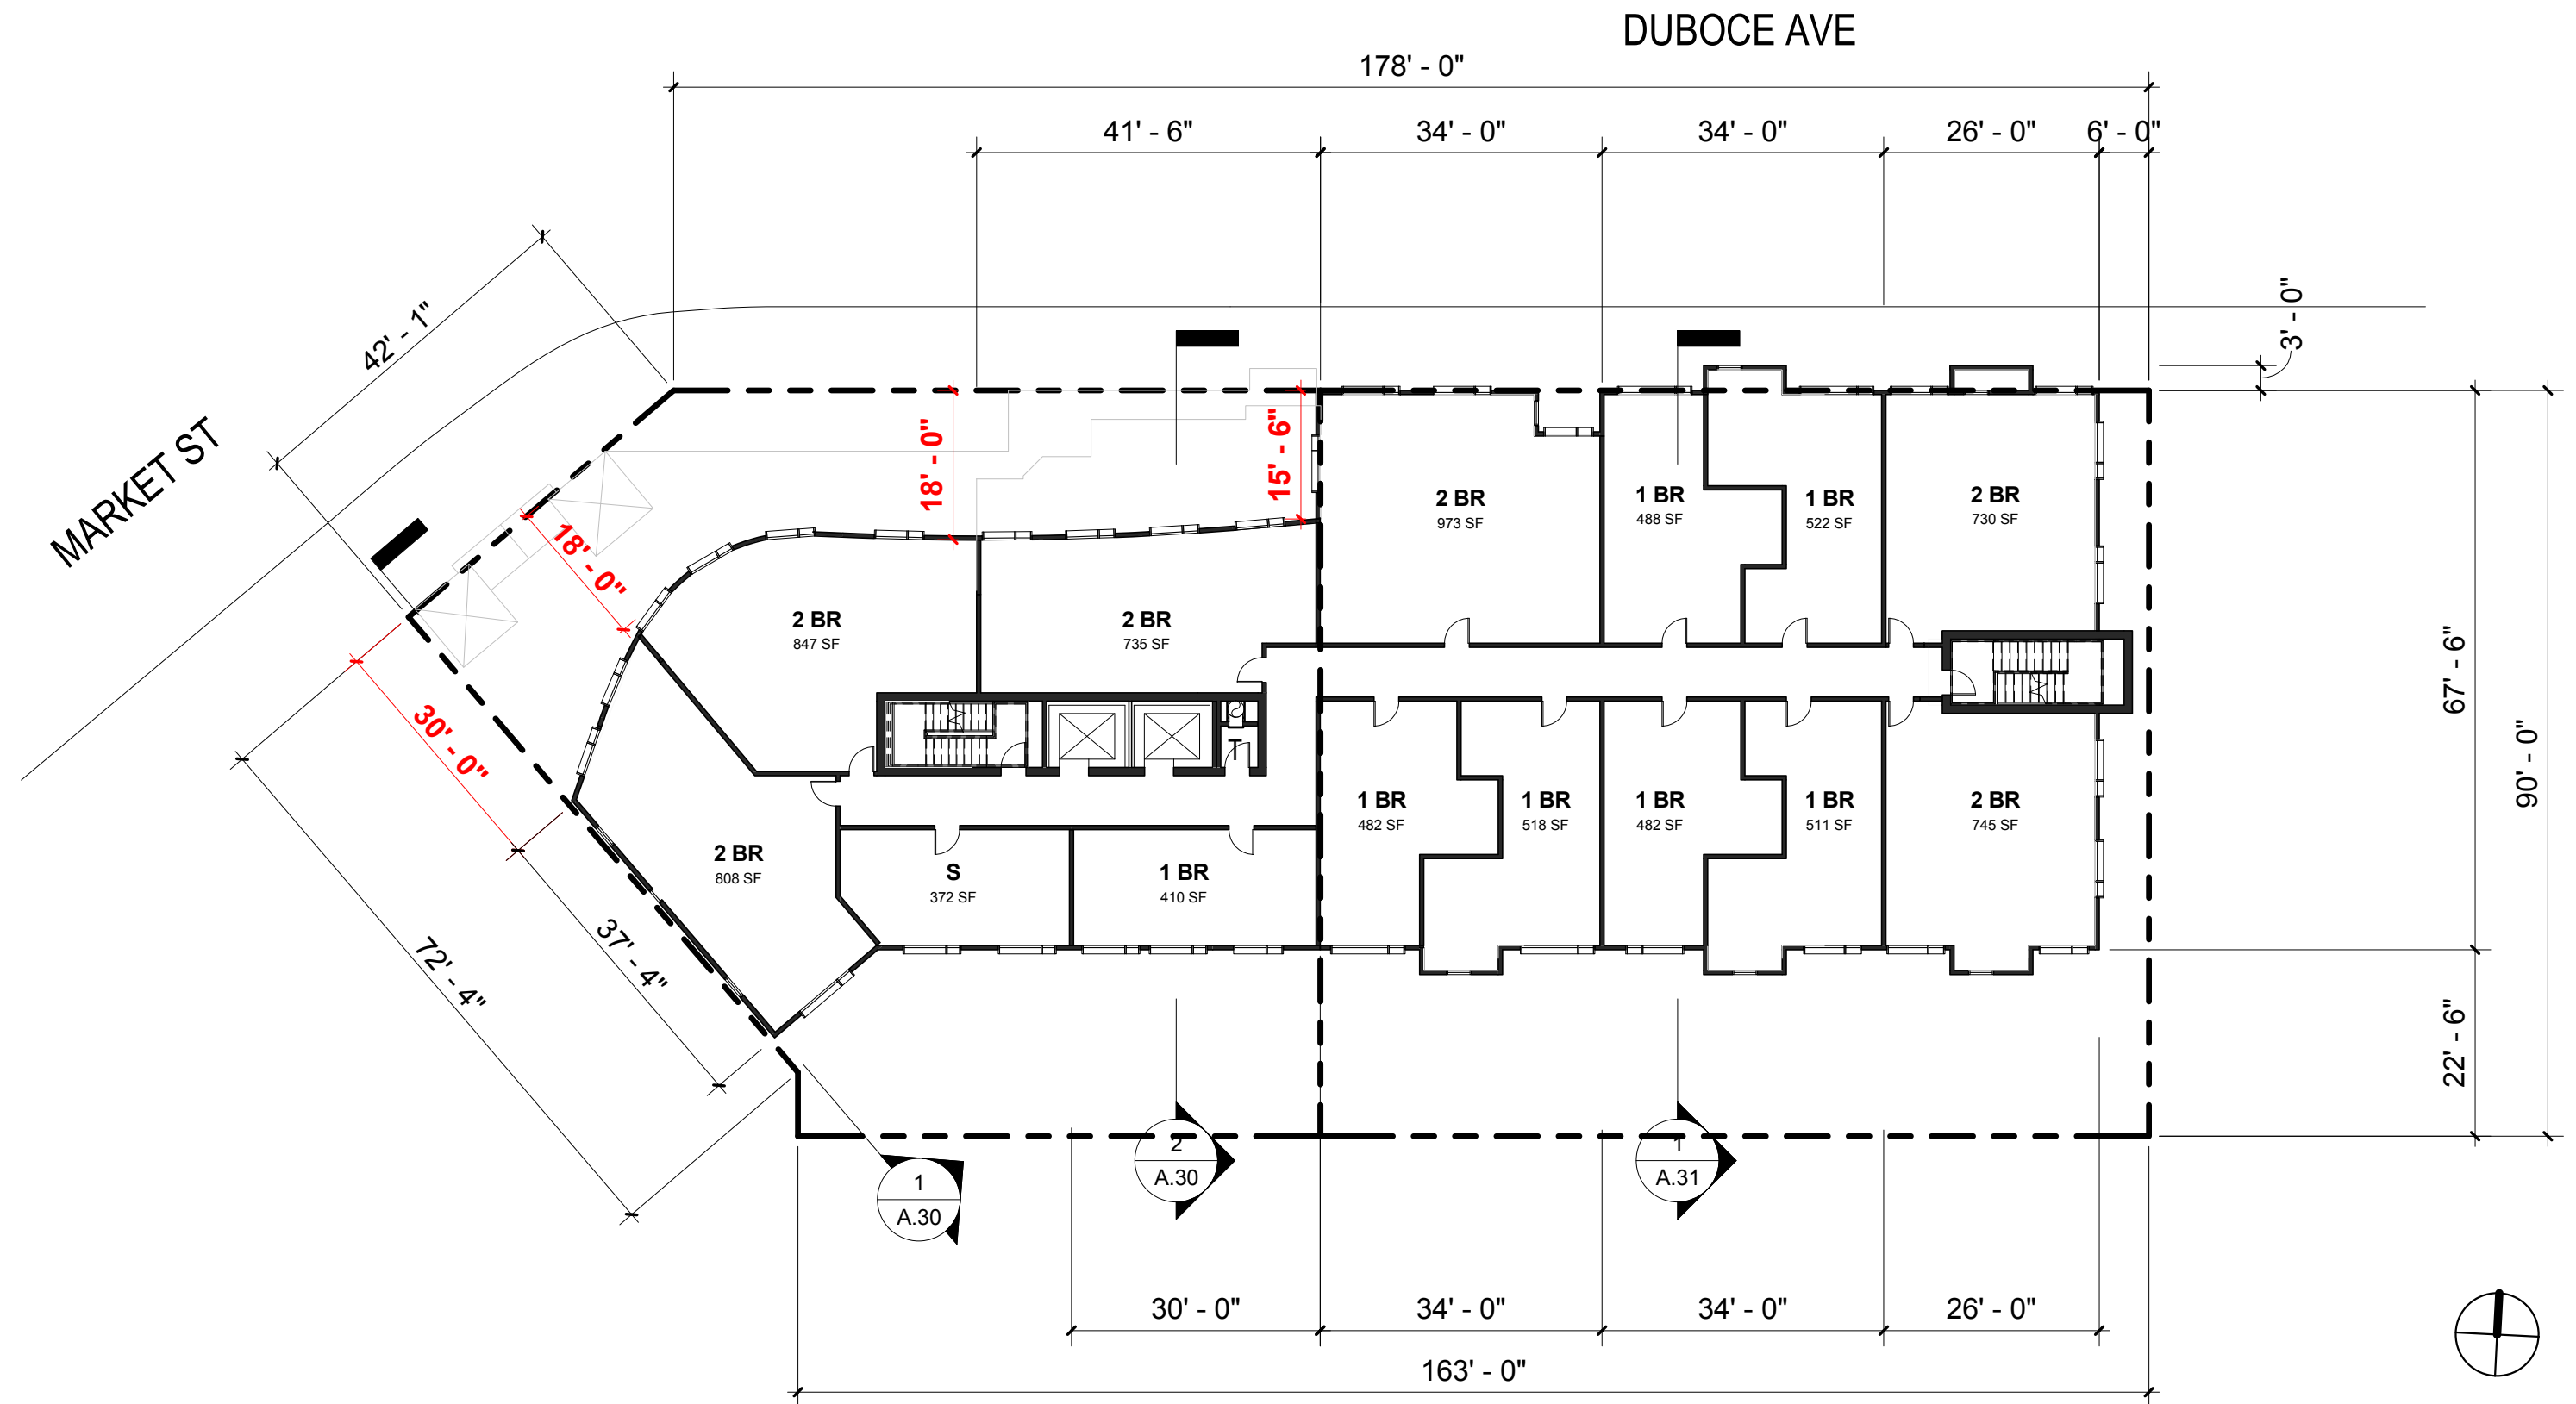 DUBOCE AVE
178' - 0"
41' - 6"
34' - 0"
34' - 0"
26' - 0"
6' - 0"
42' - 1"
3' - 0"
MARKET ST
18' - 0"
15' - 6"
18' - 0"
2 BR
973 SF
1 BR
488 SF
1 BR
522 SF
2 BR
730 SF
2 BR
847 SF
2 BR
735 SF
67' - 6"
90' - 0"
30' - 0"
T
2 BR
808 SF
S
372 SF
1 BR
410 SF
1 BR
482 SF
1 BR
518 SF
1 BR
482 SF
1 BR
511 SF
2 BR
745 SF
37' - 4"
72' - 4"
22' - 6"
1
A.30
2
A.30
1
A.31
30' - 0"
34' - 0"
34' - 0"
26' - 0"
163' - 0"